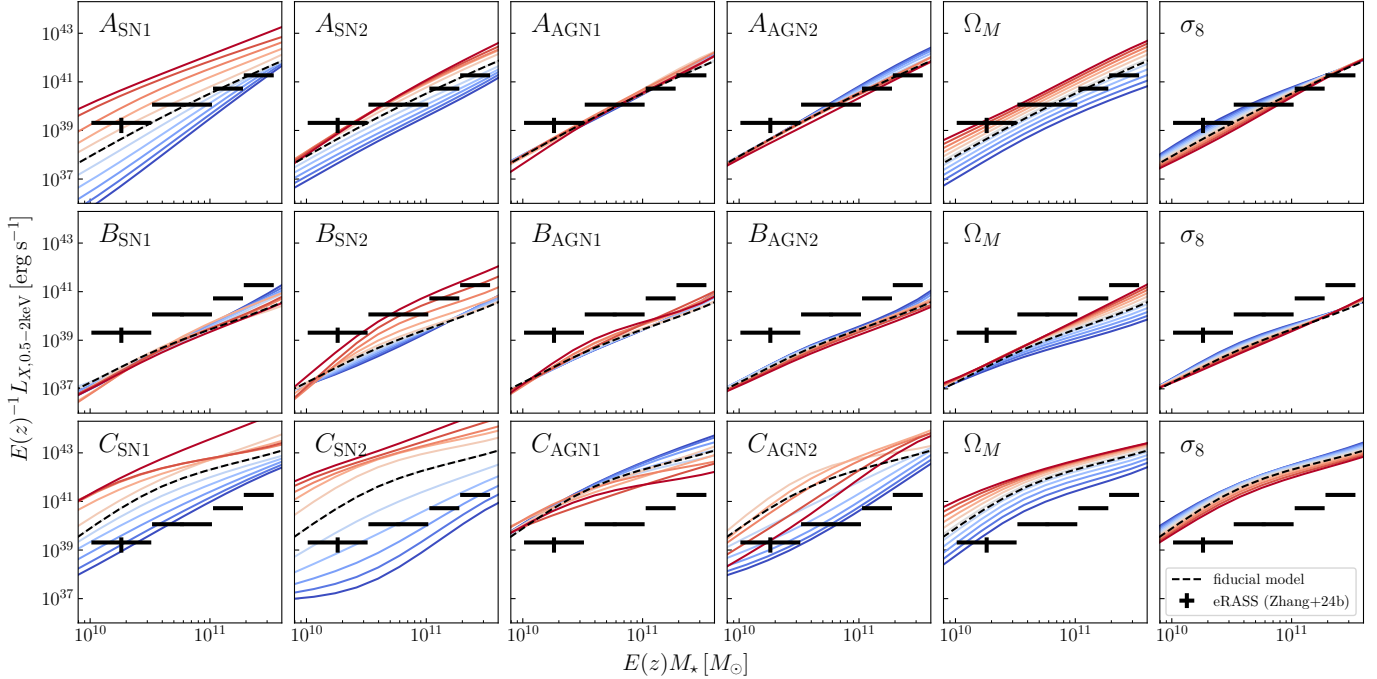 A_SN1 A_SN2 A_AGN1 A_AGN2 Ω_M σ_8
10^43
10^41
10^39
10^37
B_SN1 B_SN2 B_AGN1 B_AGN2 Ω_M σ_8
10^43
10^41
10^39
10^37
C_SN1 C_SN2 C_AGN1 C_AGN2 Ω_M σ_8
10^43
10^41
10^39
10^37
E(z)^−1 L_X,0.5−2keV [erg s^−1]
fiducial model
eRASS (Zhang+24b)
10^10 10^11 10^10 10^11 10^10 10^11 10^10 10^11 10^10 10^11 10^10 10^11
E(z)M_⋆ [M_⊙]